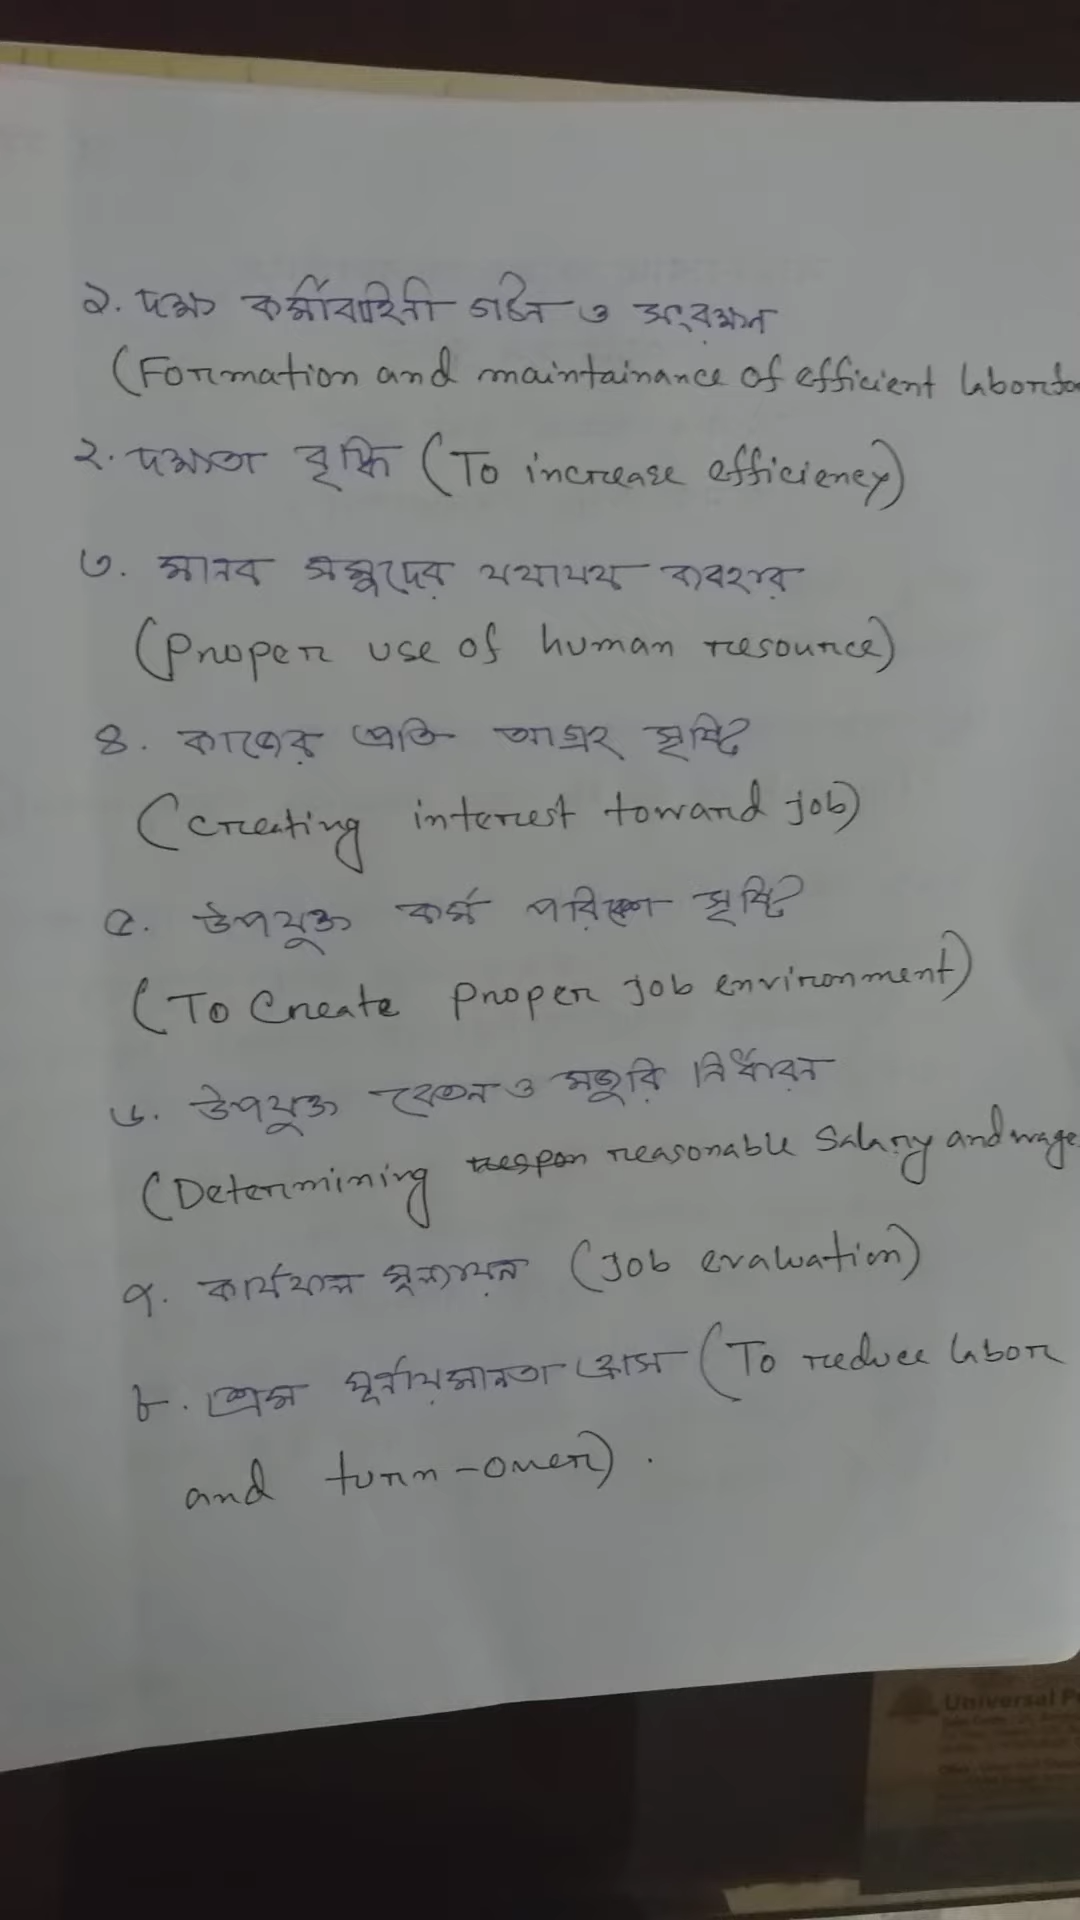 ১. দক্ষ কর্মীবাহিনী গঠন ও সংরক্ষন
(Formation and maintainance of efficient labor
২. দক্ষতা বৃদ্ধি (To increase efficiency)
৩. মানব সম্পদের যথাযথ ব্যবহার
(Proper use of human resource)
৪. কাজের প্রতি আগ্রহ সৃষ্টি
(creating interest toward job)
৫. উপযুক্ত কর্ম পরিবেশ সৃষ্টি
(To Create Proper job environment)
৬. উপযুক্ত বেতন ও মজুরি নির্ধারন
(Determining reasonable Salary and wage
৭. কার্যফল মূল্যায়ন (Job evaluation)
৮. শ্রম ঘূর্নায়মানতা হ্রাস (To reduce labor
and turn-over).
Universal